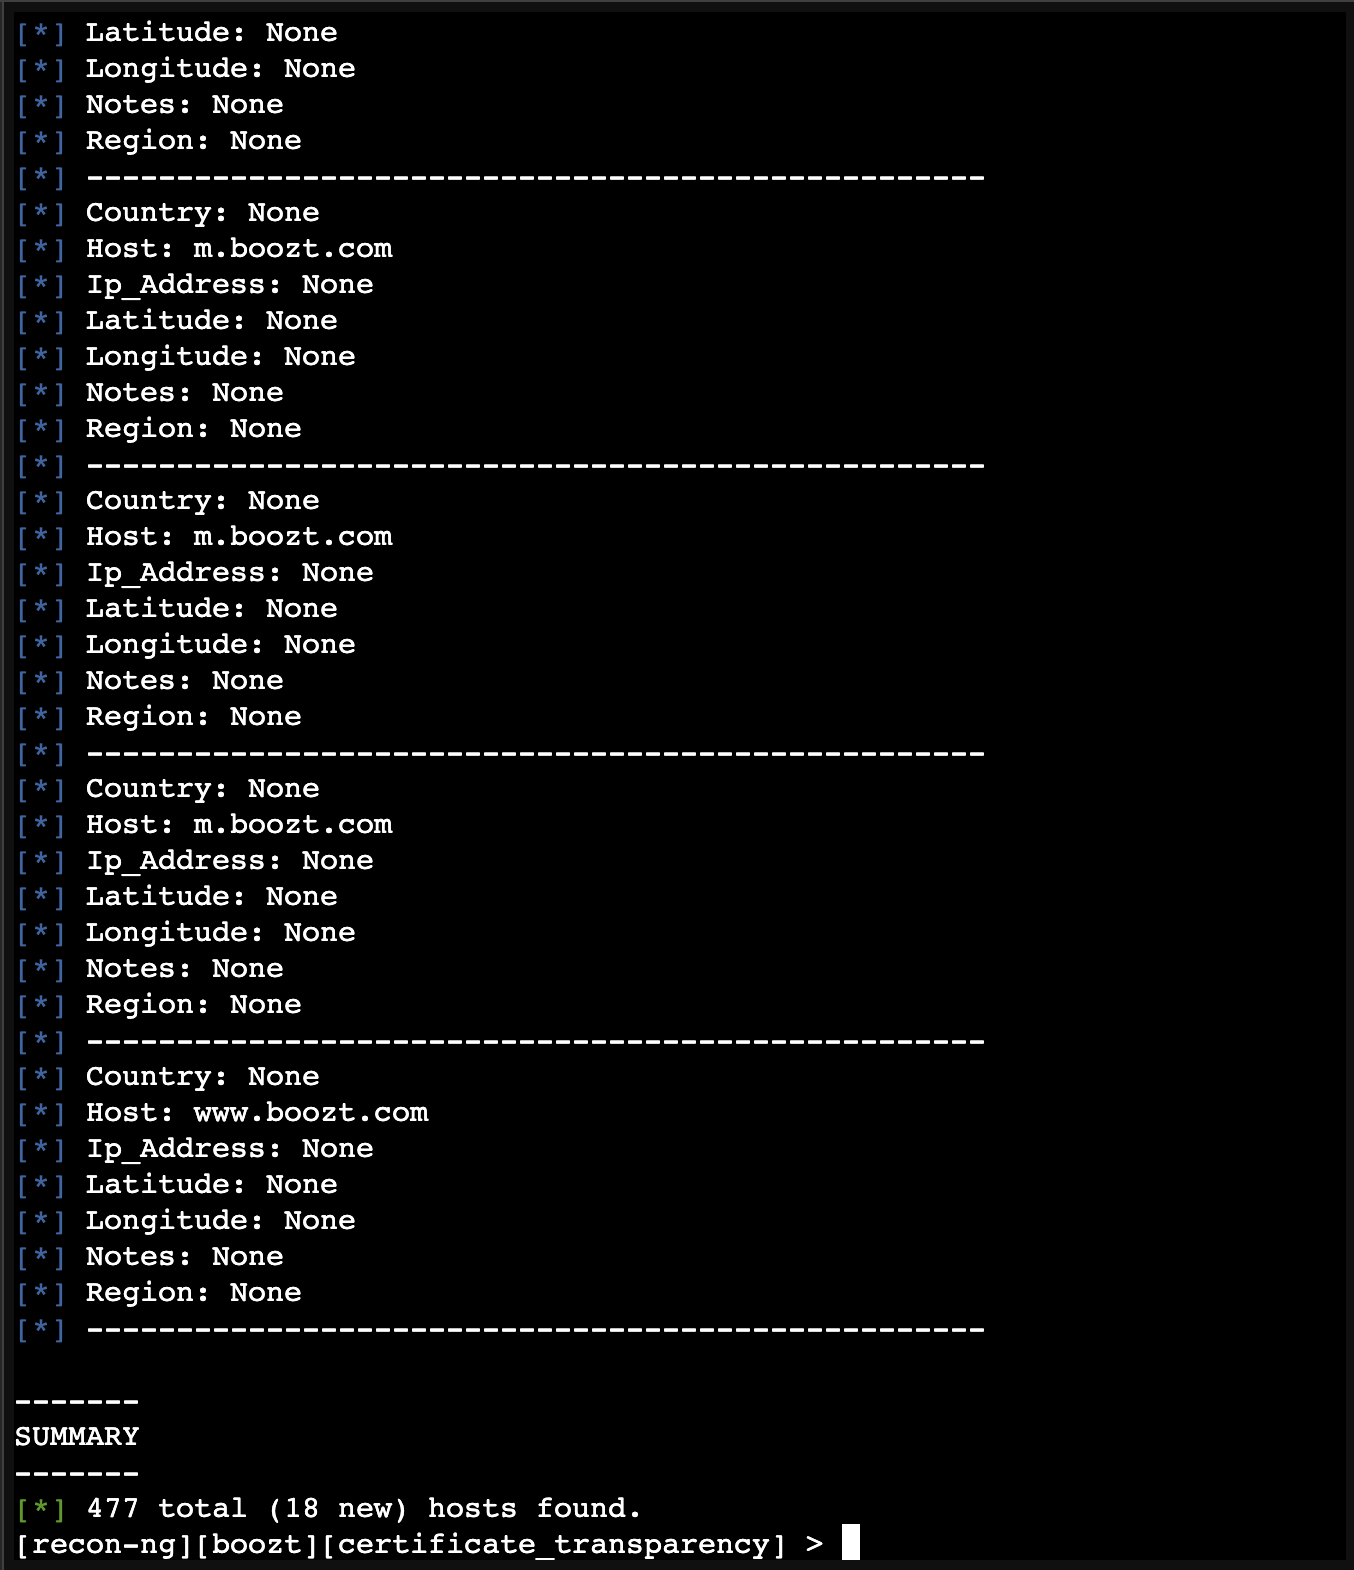 [*] Latitude: None
[*] Longitude: None
[*] Notes: None
[*] Region: None
[*] --------------------------------------------------
[*] Country: None
[*] Host: m.boozt.com
[*] Ip_Address: None
[*] Latitude: None
[*] Longitude: None
[*] Notes: None
[*] Region: None
[*] --------------------------------------------------
[*] Country: None
[*] Host: m.boozt.com
[*] Ip_Address: None
[*] Latitude: None
[*] Longitude: None
[*] Notes: None
[*] Region: None
[*] --------------------------------------------------
[*] Country: None
[*] Host: m.boozt.com
[*] Ip_Address: None
[*] Latitude: None
[*] Longitude: None
[*] Notes: None
[*] Region: None
[*] --------------------------------------------------
[*] Country: None
[*] Host: www.boozt.com
[*] Ip_Address: None
[*] Latitude: None
[*] Longitude: None
[*] Notes: None
[*] Region: None
[*] --------------------------------------------------
-------
SUMMARY
-------
[*] 477 total (18 new) hosts found.
[recon-ng][boozt][certificate_transparency] >